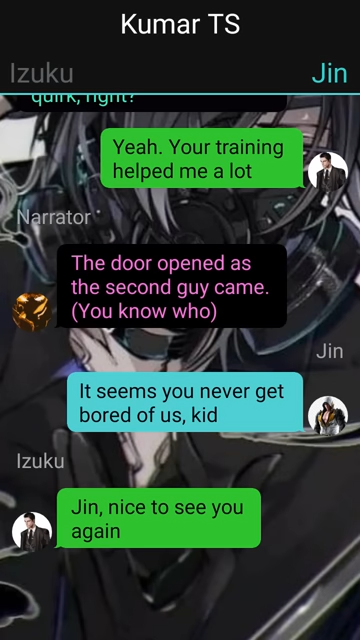 Kumar TS
Izuku
Jin
quirk, right?
Yeah. Your training
helped me a lot
Narrator
The door opened as
the second guy came.
(You know who)
Jin
It seems you never get
bored of us, kid
Izuku
Jin, nice to see you
again